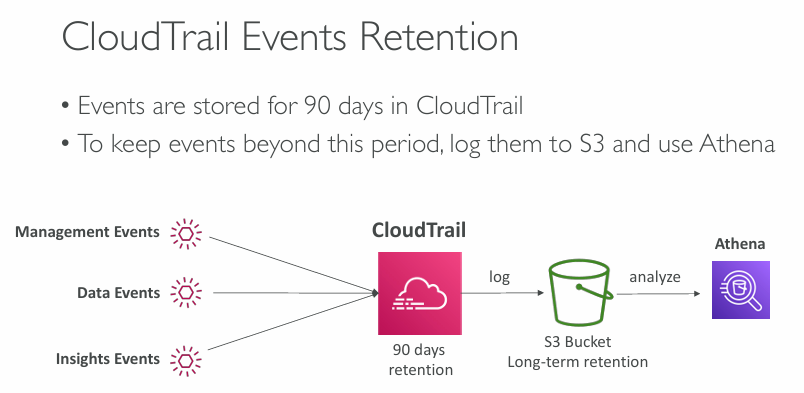 CloudTrail Events Retention
• Events are stored for 90 days in CloudTrail
• To keep events beyond this period, log them to S3 and use Athena
Management Events
Data Events
Insights Events
CloudTrail
90 days
retention
log
S3 Bucket
Long-term retention
analyze
Athena